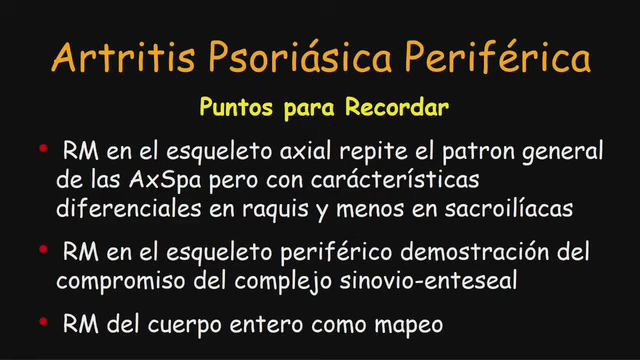 Artritis Psoriásica Periférica
Puntos para Recordar
• RM en el esqueleto axial repite el patron general
de las AxSpa pero con carácterísticas
diferenciales en raquis y menos en sacroilíacas
• RM en el esqueleto periférico demostración del
compromiso del complejo sinovio-enteseal
• RM del cuerpo entero como mapeo